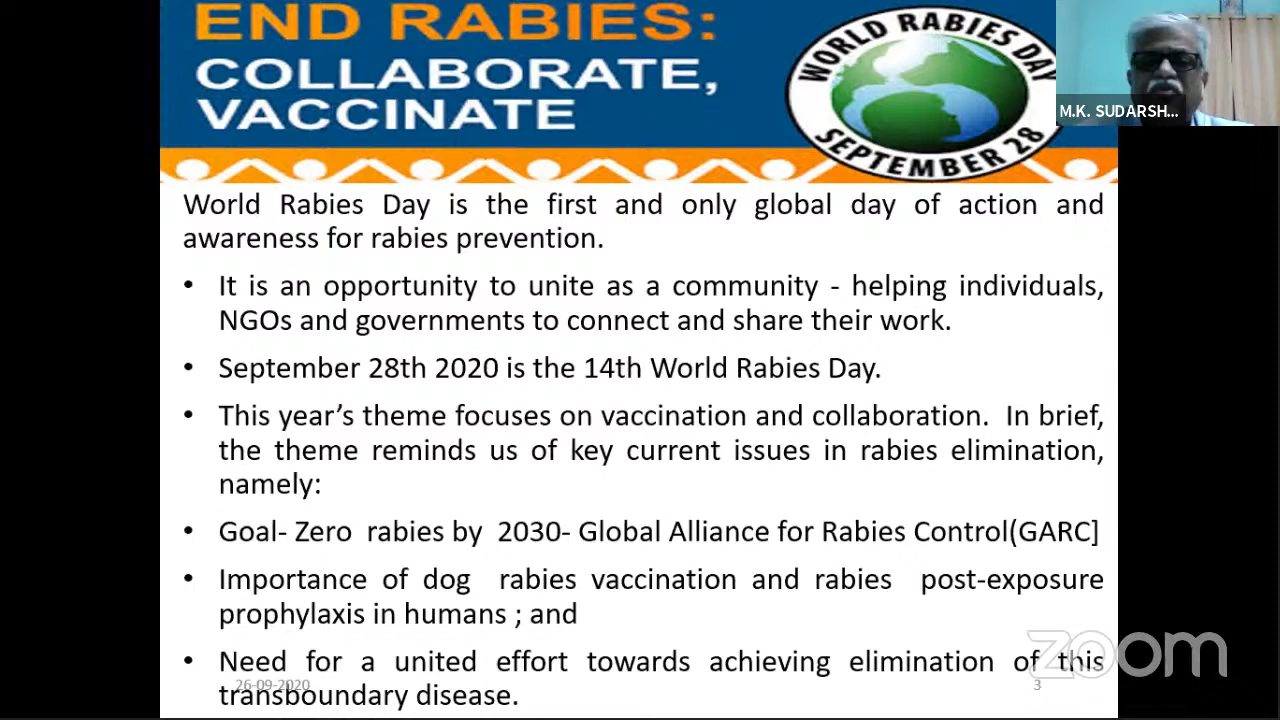 END RABIES:
COLLABORATE,
VACCINATE
WORLD RABIES DAY
SEPTEMBER 28
M.K. SUDARSH...
World Rabies Day is the first and only global day of action and
awareness for rabies prevention.
• It is an opportunity to unite as a community - helping individuals,
NGOs and governments to connect and share their work.
• September 28th 2020 is the 14th World Rabies Day.
• This year's theme focuses on vaccination and collaboration. In brief,
the theme reminds us of key current issues in rabies elimination,
namely:
• Goal- Zero rabies by 2030- Global Alliance for Rabies Control(GARC]
• Importance of dog rabies vaccination and rabies post-exposure
prophylaxis in humans ; and
• Need for a united effort towards achieving elimination of this
transboundary disease.
26-09-2020
3
zoom